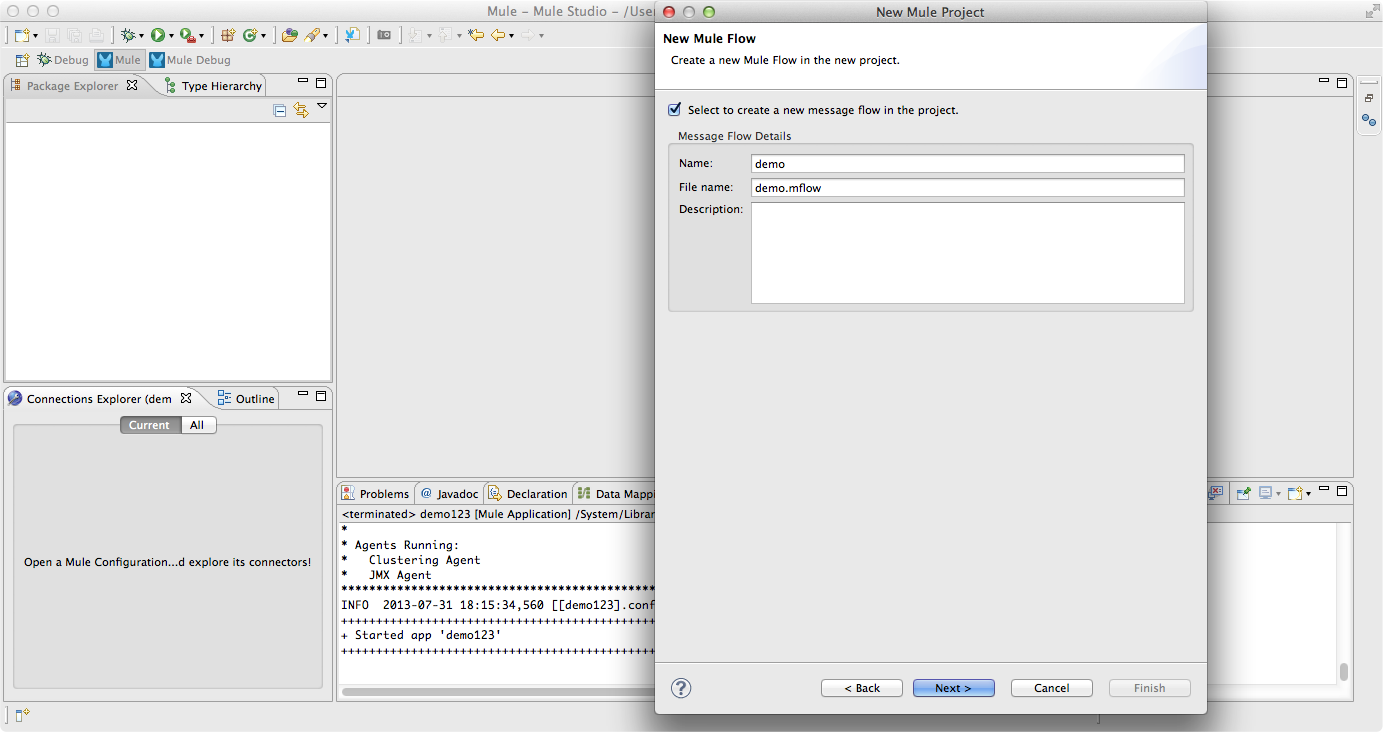 Mule – Mule Studio – /User
New Mule Project
Debug
Mule
Mule Debug
Package Explorer
Type Hierarchy
New Mule Flow
Create a new Mule Flow in the new project.
Select to create a new message flow in the project.
Message Flow Details
Name:
demo
File name:
demo.mflow
Description:
Connections Explorer (dem
Outline
Current
All
Open a Mule Configuration...d explore its connectors!
Problems
@ Javadoc
Declaration
Data Mappi
<terminated> demo123 [Mule Application] /System/Librar
*
* Agents Running:
*   Clustering Agent
*   JMX Agent
**********************************************
INFO  2013-07-31 18:15:34,560 [[demo123].conf
++++++++++++++++++++++++++++++++++++++++++++++
+ Started app 'demo123'
++++++++++++++++++++++++++++++++++++++++++++++
?
< Back
Next >
Cancel
Finish